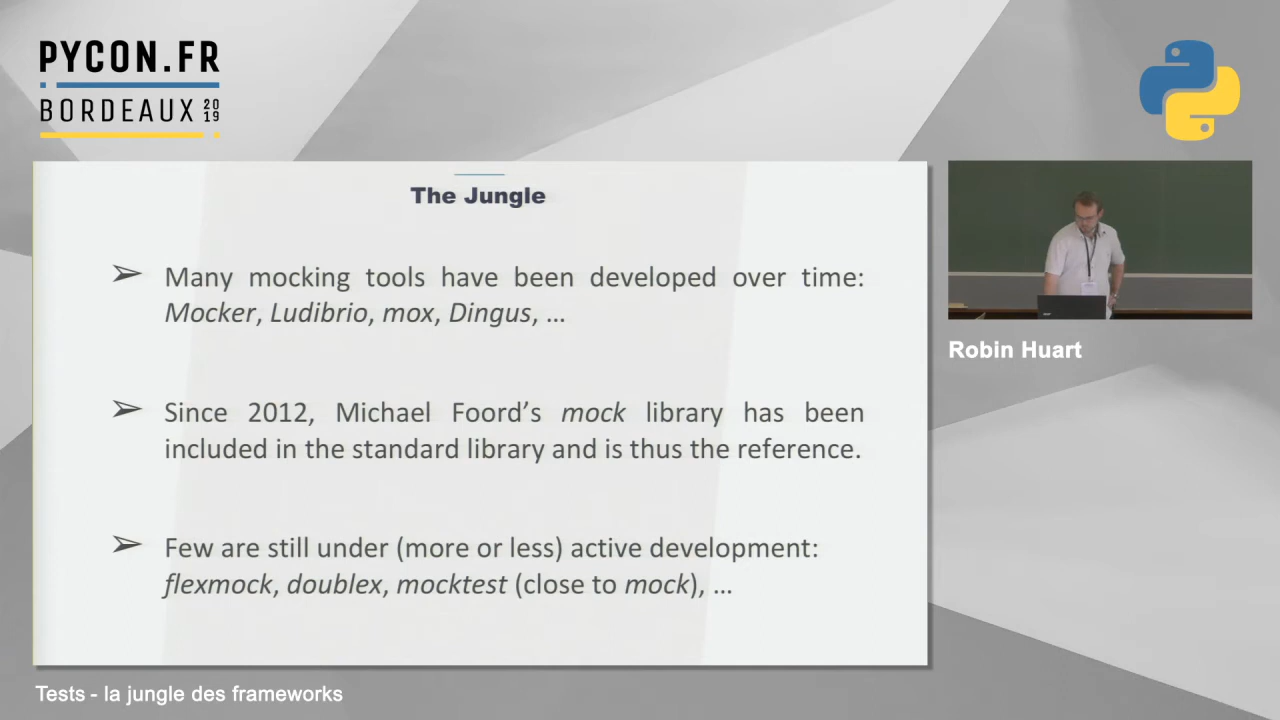 PYCON.FR
BORDEAUX 2019
The Jungle
➢ Many mocking tools have been developed over time:
Mocker, Ludibrio, mox, Dingus, ...
➢ Since 2012, Michael Foord’s mock library has been
included in the standard library and is thus the reference.
➢ Few are still under (more or less) active development:
flexmock, doublex, mocktest (close to mock), ...
Robin Huart
Tests - la jungle des frameworks